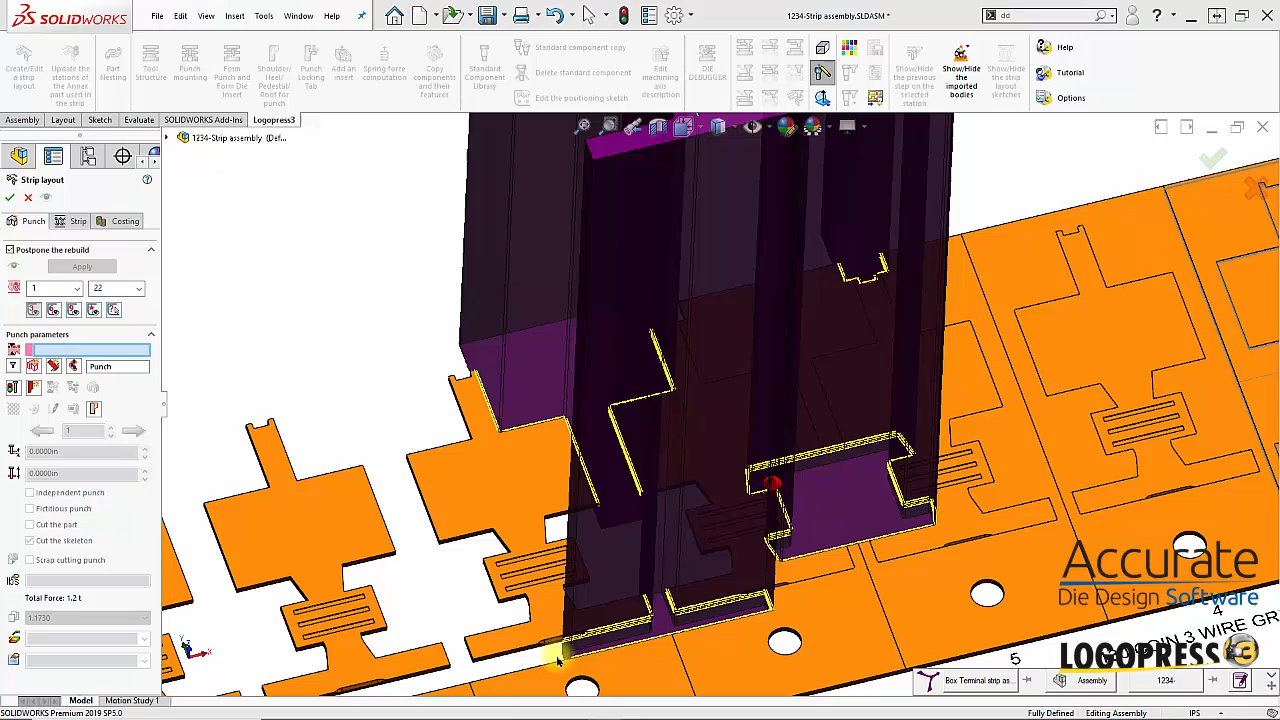 SOLIDWORKS File Edit View Insert Tools Window Help 1234-Strip assembly.SLDASM * dd ?
Create/Edit a strip layout
Update the stations of the Annex part used in the strip
Part Nesting
Tool Structure
Punch mounting
Form Punch and Form Die Insert
Shoulder/ Heel/ Pedestal/ Roof for punch
Punch Locking Tab
Add an insert
Spring force computation
Copy components and their features
Standard Component Library
Standard component copy
Delete standard component
Edit the positioning sketch
Edit machining axis description
DIE DEBUGGER
Show/Hide the previous step on the selected station
Show/Hide the imported bodies
Show/Hide the strip layout sketches
Help
Tutorial
Options
Assembly Layout Sketch Evaluate SOLIDWORKS Add-Ins Logopress3
1234-Strip assembly (Def...
Strip layout
Punch Strip Costing
Postpone the rebuild
Apply
1 22
Punch parameters
Punch
1
0.0000in
0.0000in
Independent punch
Fictitious punch
Cut the part
Cut the skeleton
Scrap cutting punch
Total Force: 1.2 t
1.1730
Accurate
Die Design Software
4
5
3 WIRE GR
LOGOPRESS3
Box Terminal strip as... Assembly 1234-
Model Motion Study 1
SOLIDWORKS Premium 2019 SP5.0 Fully Defined Editing Assembly IPS